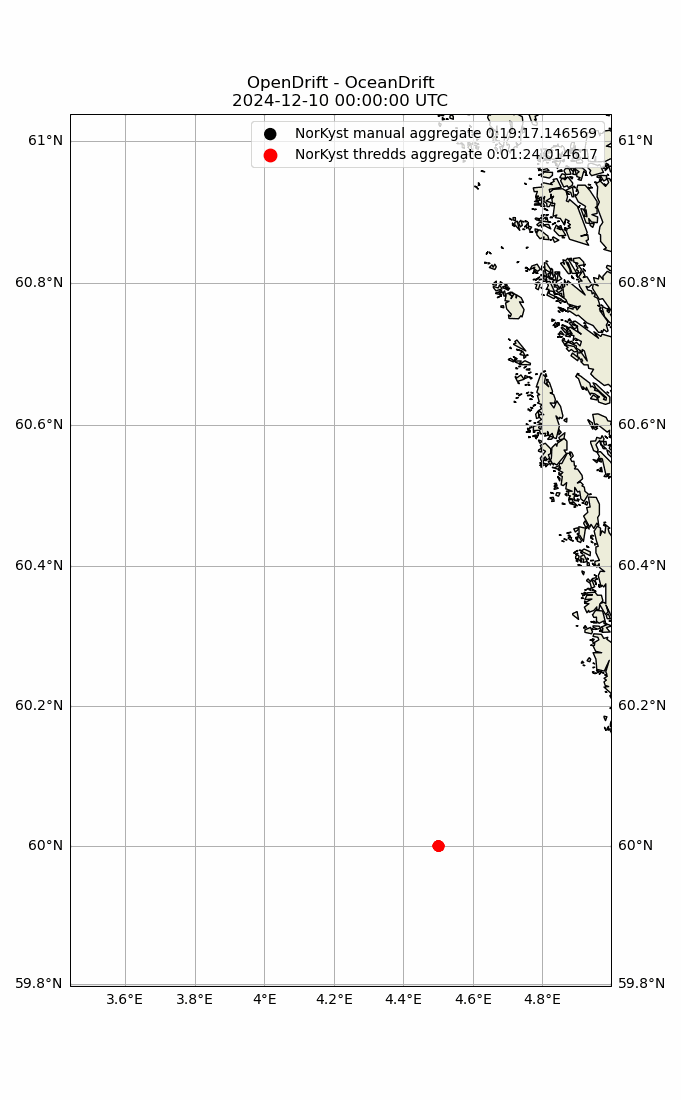 OpenDrift - OceanDrift
2024-12-10 00:00:00 UTC
NorKyst manual aggregate 0:19:17.146569
NorKyst thredds aggregate 0:01:24.014617
61°N 61°N
60.8°N 60.8°N
60.6°N 60.6°N
60.4°N 60.4°N
60.2°N 60.2°N
60°N 60°N
59.8°N 59.8°N
3.6°E 3.8°E 4°E 4.2°E 4.4°E 4.6°E 4.8°E